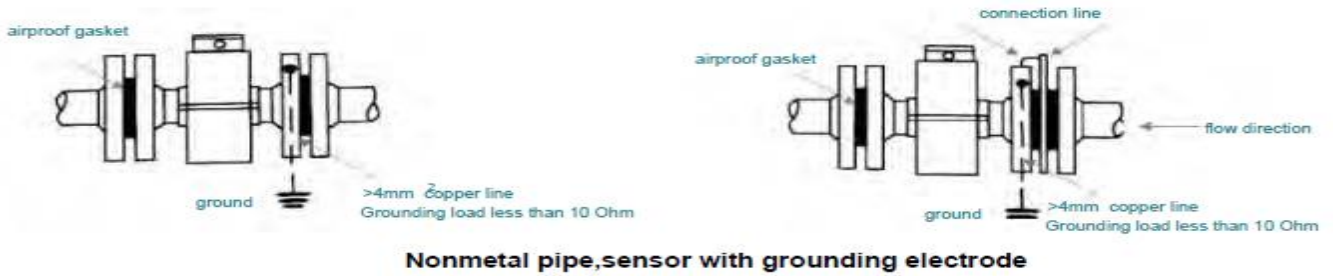 airproof gasket
ground
>4mm² copper line
Grounding load less than 10 Ohm
connection line
airproof gasket
flow direction
ground
>4mm copper line
Grounding load less than 10 Ohm
Nonmetal pipe,sensor with grounding electrode